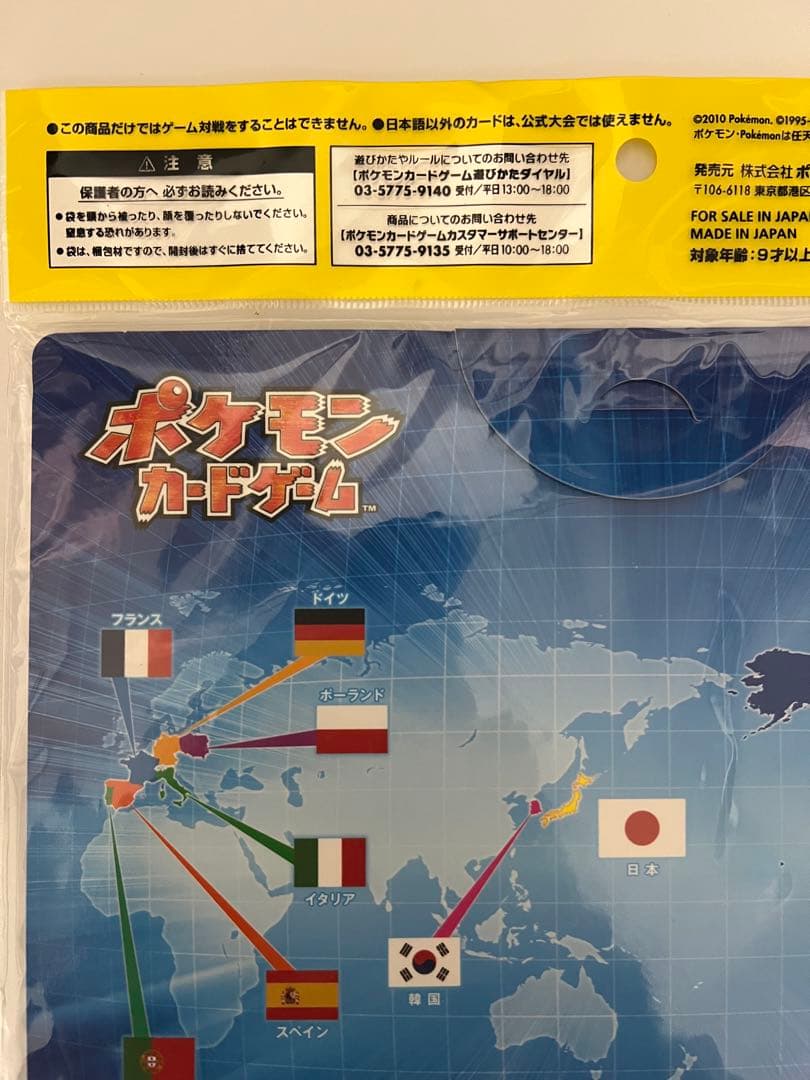 ●この商品だけではゲーム対戦をすることはできません。●日本語以外のカードは、公式大会では使えません。
⚠注意
保護者の方へ 必ずお読みください。
●袋を頭から被ったり、顔を覆ったりしないでください。
窒息する恐れがあります。
●袋は、梱包材ですので、開封後はすぐに捨ててください。
遊びかたやルールについてのお問い合わせ先
【ポケモンカードゲーム遊びかたダイヤル】
03-5775-9140 受付/平日13:00〜18:00
商品についてのお問い合わせ先
【ポケモンカードゲームカスタマーサポートセンター】
03-5775-9135 受付/平日10:00〜18:00
©2010 Pokémon. ©1995-
ポケモン・Pokémonは任天
発売元 株式会社 ポ
〒106-6118 東京都港区
FOR SALE IN JAPA
MADE IN JAPAN
対象年齢:9才以上
ポケモン
カードゲーム™
フランス
ドイツ
ポーランド
イタリア
日本
韓国
スペイン